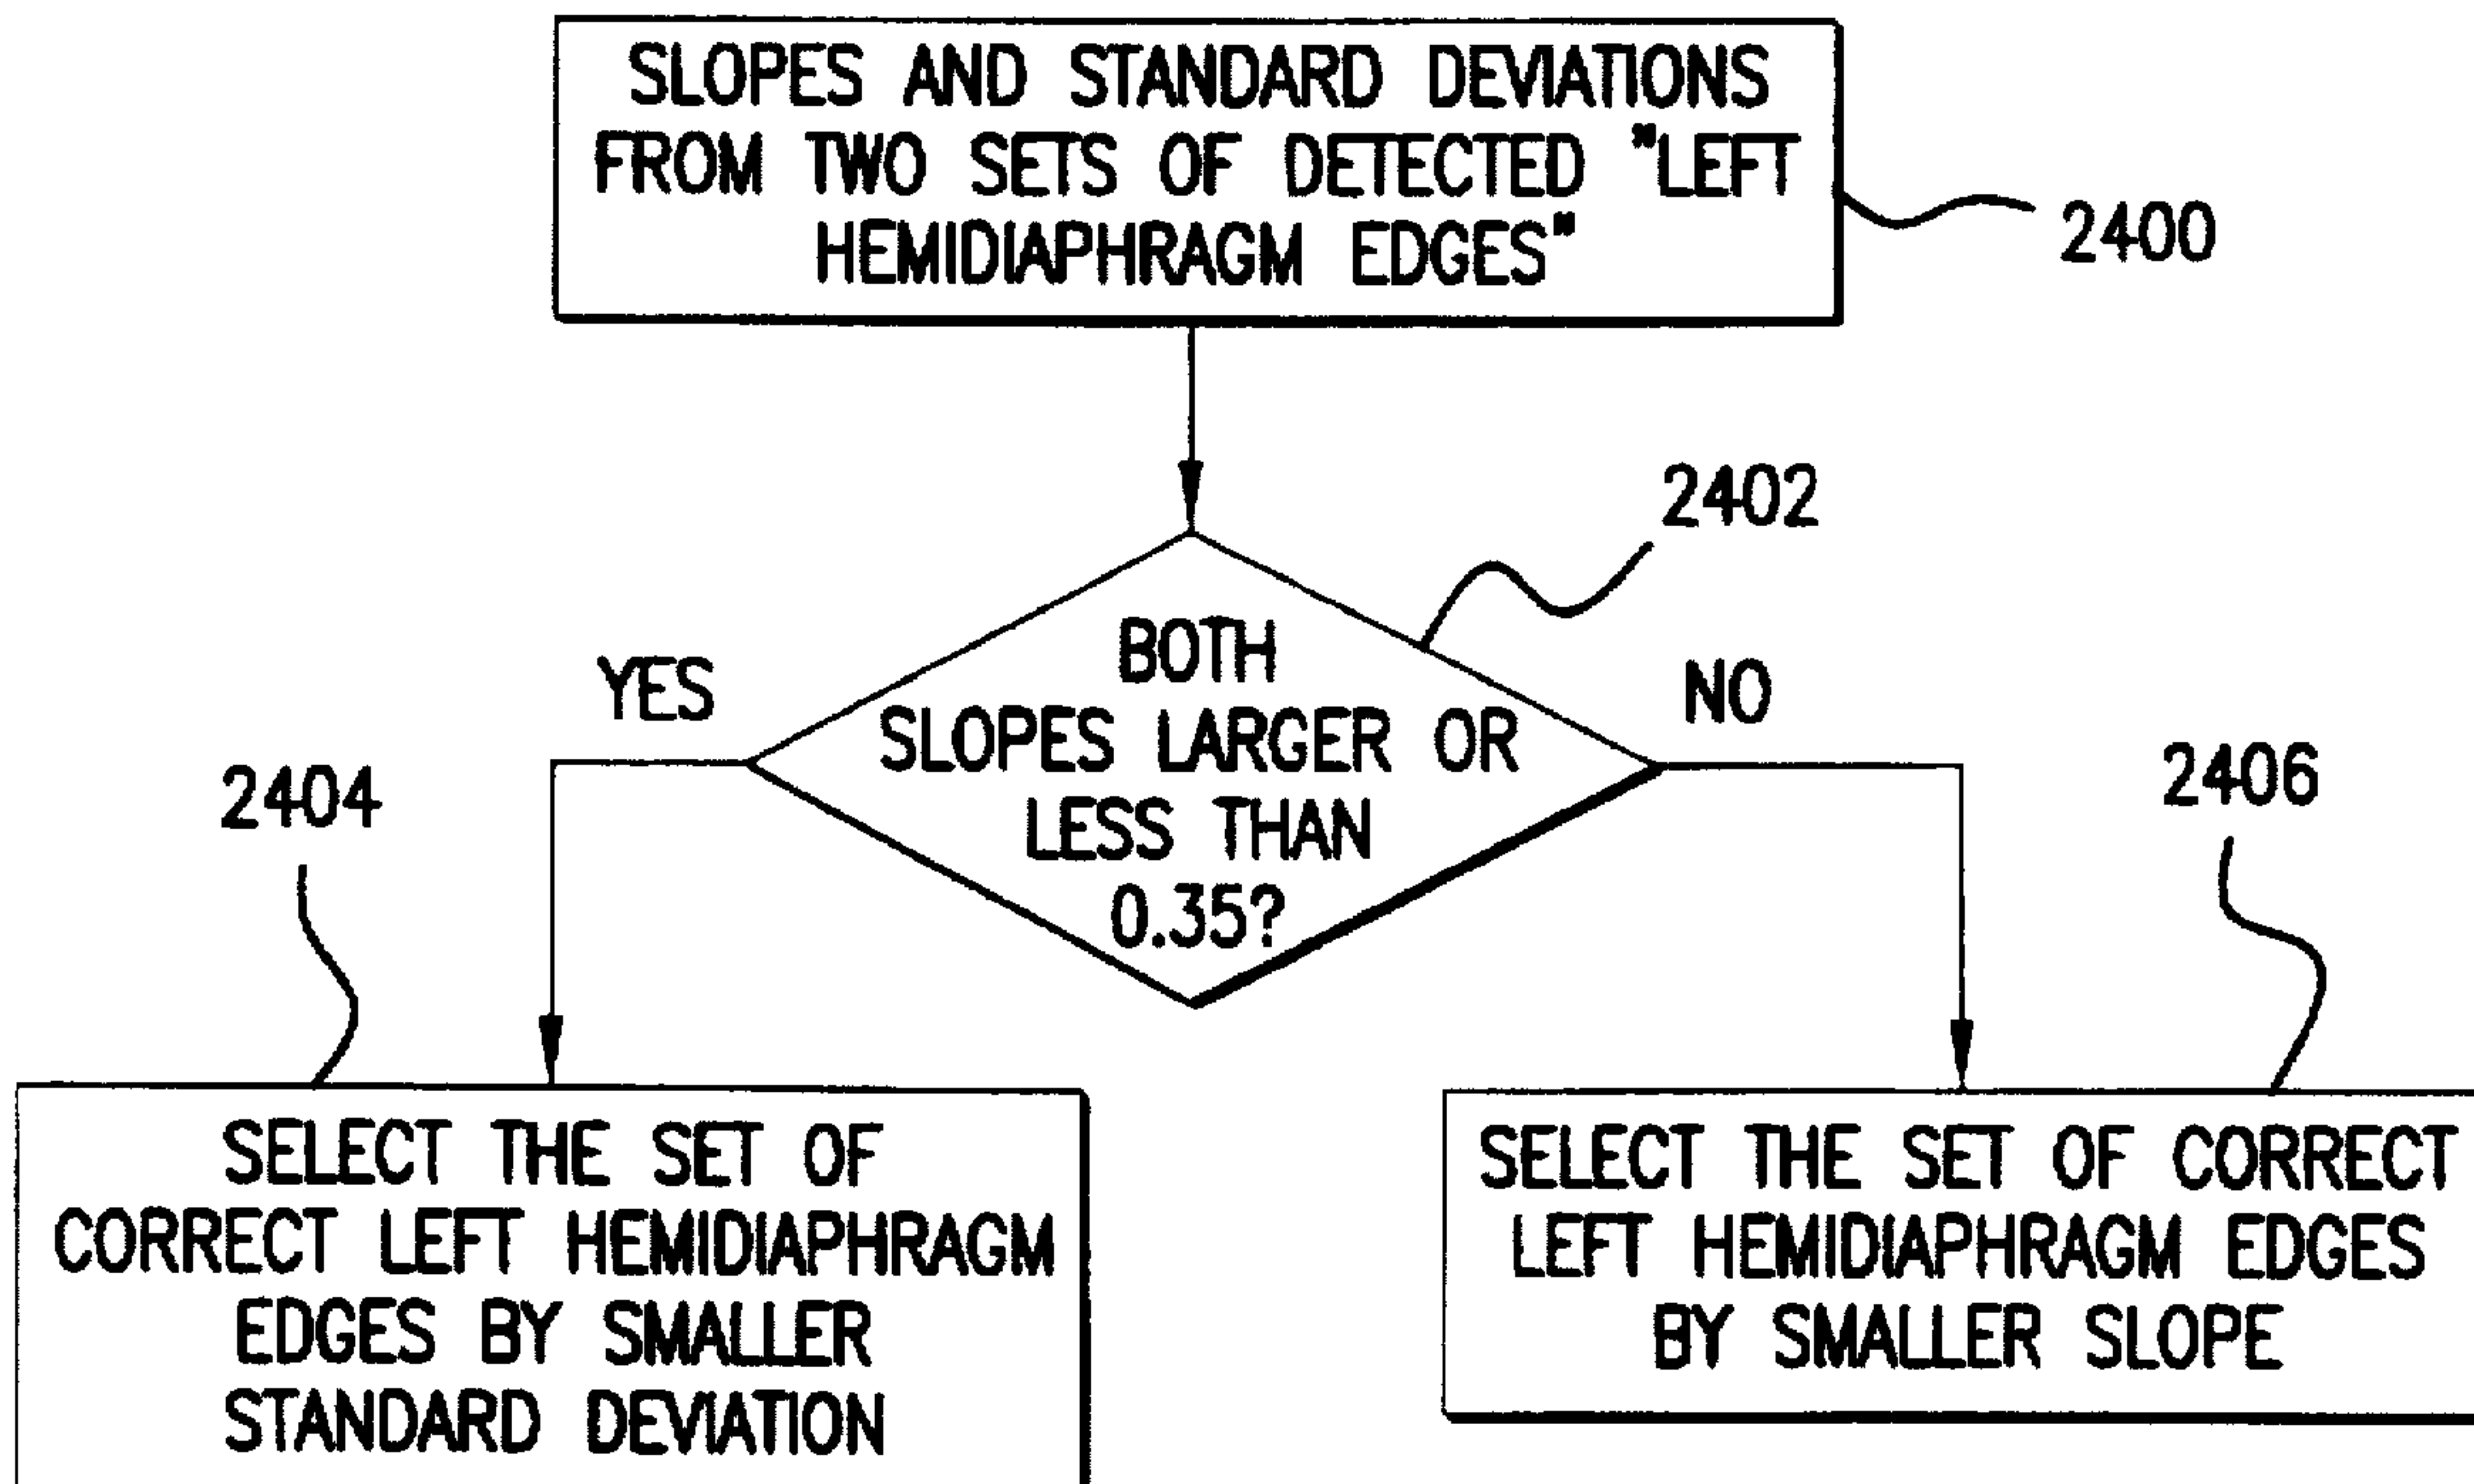 SLOPES AND STANDARD DEVIATIONS
FROM TWO SETS OF DETECTED "LEFT
HEMIDIAPHRAGM EDGES"
2400
2402
BOTH
SLOPES LARGER OR
LESS THAN
0.35?
YES
NO
2404
2406
SELECT THE SET OF
CORRECT LEFT HEMIDIAPHRAGM
EDGES BY SMALLER
STANDARD DEVIATION
SELECT THE SET OF CORRECT
LEFT HEMIDIAPHRAGM EDGES
BY SMALLER SLOPE